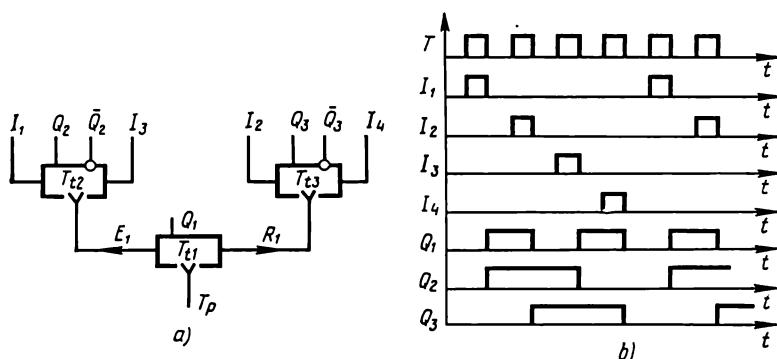 I₁ Q₂ Q̄₂ I₃
I₂ Q₃ Q̄₃ I₄
Tt2
Tt3
Q₁
E₁
Tt1
R₁
Tp
a)
T
t
I₁
t
I₂
t
I₃
t
I₄
t
Q₁
t
Q₂
t
Q₃
t
b)